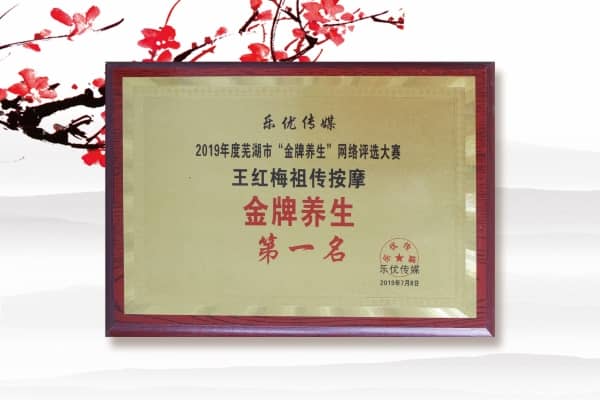 乐优传媒
2019年度芜湖市“金牌养生”网络评选大赛
王红梅祖传按摩
金牌养生
第一名
乐优传媒
乐优传媒
2019年7月8日